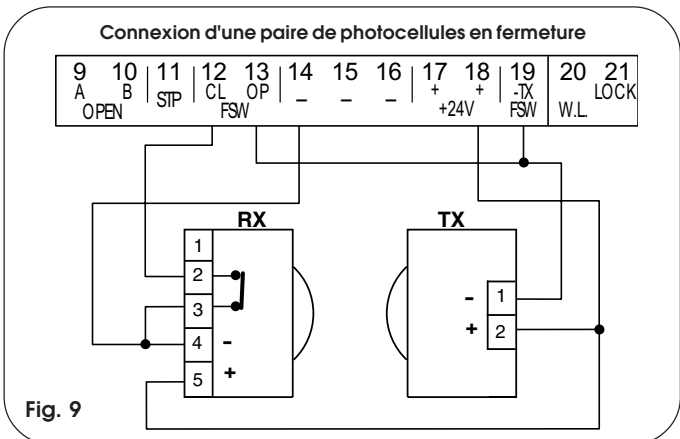 Connexion d'une paire de photocellules en fermeture
9 10 11 12 13 14 15 16 17 18 19 20 21
A B STP CL OP – – – + + -TX W.L. LOCK
OPEN FSW +24V FSW
RX TX
1
2
3
4 -
5 +
- 1
+ 2
Fig. 9